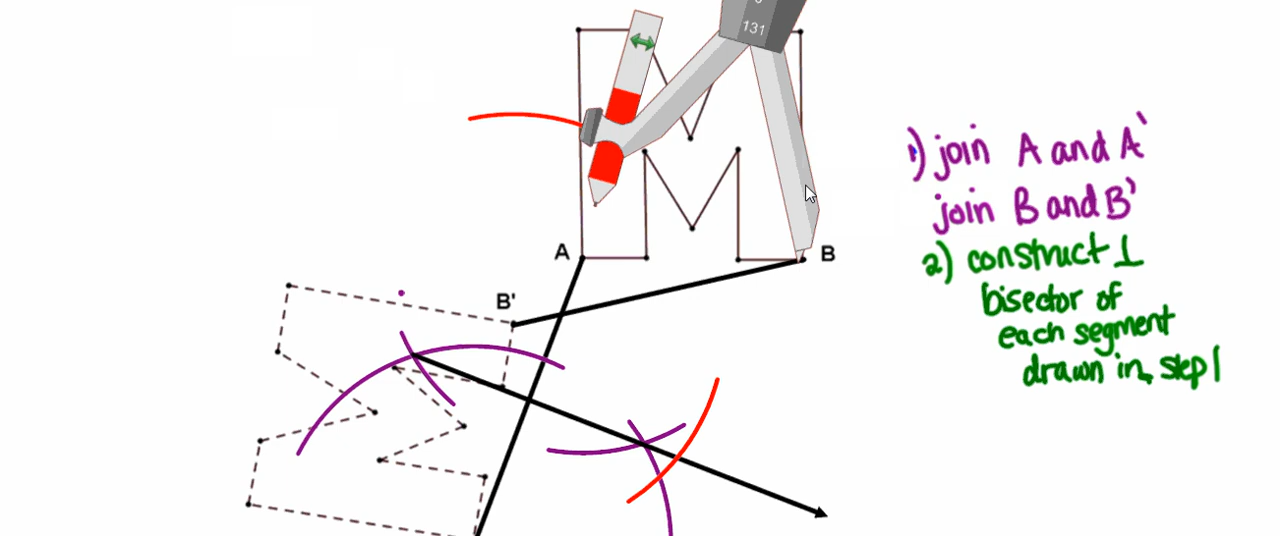 131
A
B
B'
1) join A and A'
join B and B'
2) construct ⊥
bisector of
each segment
drawn in step 1